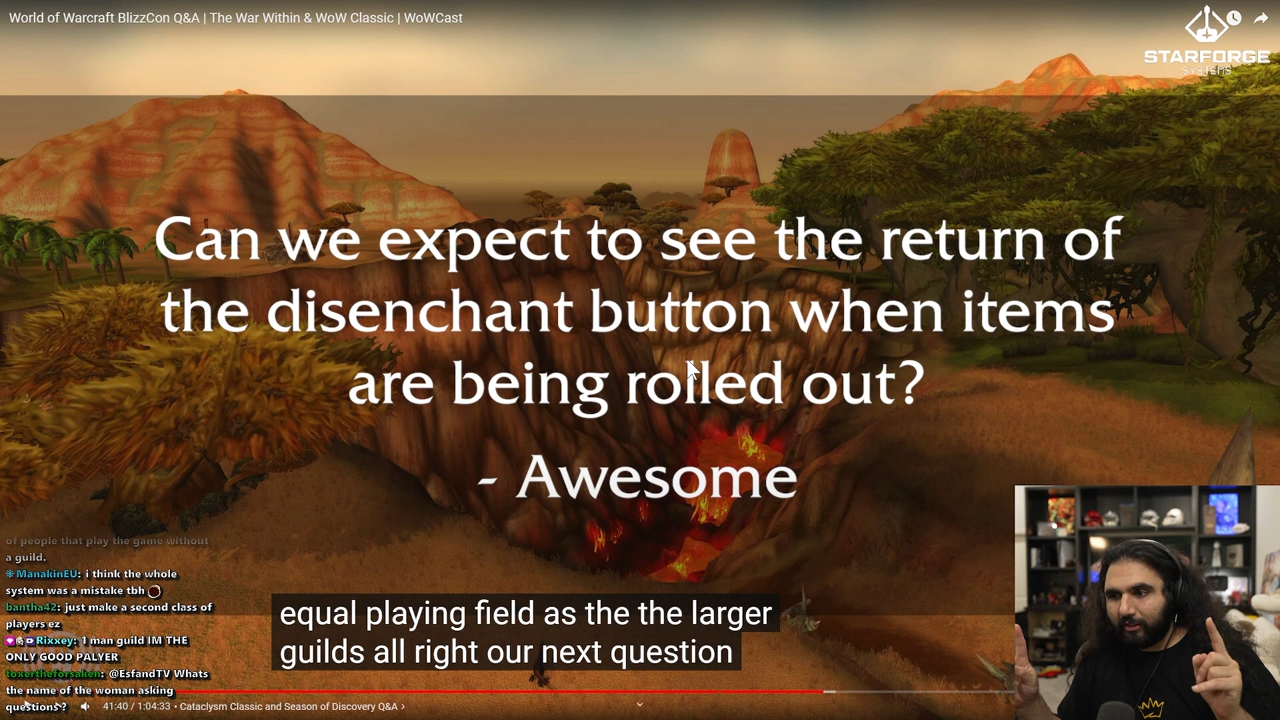 World of Warcraft BlizzCon Q&A | The War Within & WoW Classic | WoWCast
STARFORGE
SYSTEMS
Can we expect to see the return of
the disenchant button when items
are being rolled out?
- Awesome
of people that play the game without
a guild.
ManakinEU: i think the whole
system was a mistake tbh
bantha42: just make a second class of
players ez
Rixxey: 1 man guild IM THE
ONLY GOOD PALYER
toxertheforsaken: @EsfandTV Whats
the name of the woman asking
questions?
equal playing field as the the larger
guilds all right our next question
41:40 / 1:04:33 • Cataclysm Classic and Season of Discovery Q&A >